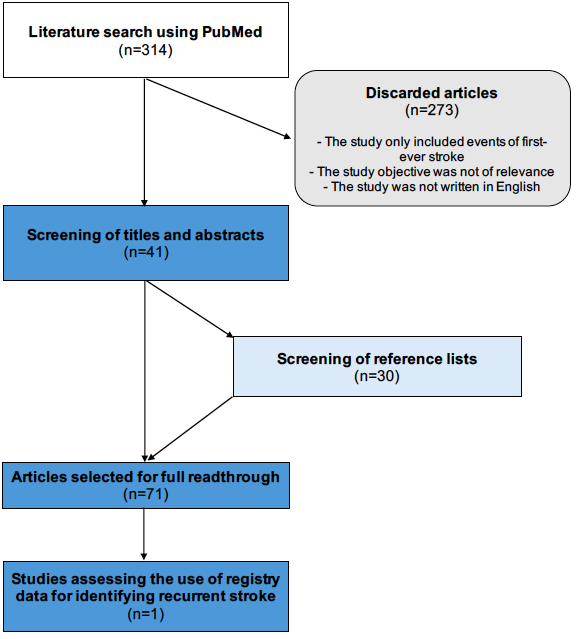 Literature search using PubMed
(n=314)
Discarded articles
(n=273)
- The study only included events of first-
ever stroke
- The study objective was not of relevance
- The study was not written in English
Screening of titles and abstracts
(n=41)
Screening of reference lists
(n=30)
Articles selected for full readthrough
(n=71)
Studies assessing the use of registry
data for identifying recurrent stroke
(n=1)